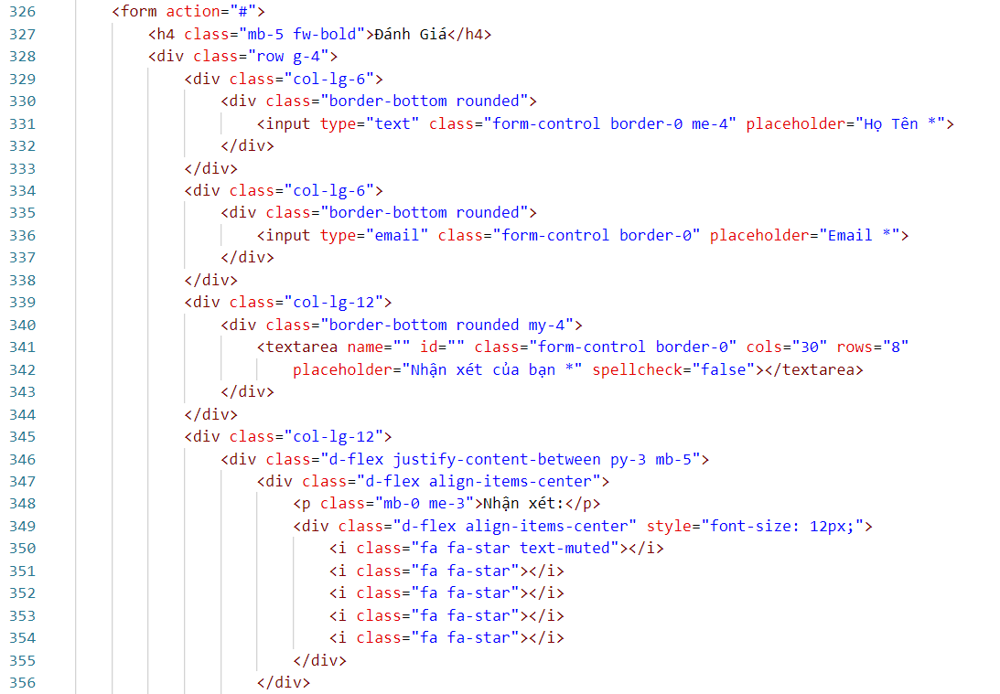 326 <form action="#">
327 <h4 class="mb-5 fw-bold">Đánh Giá</h4>
328 <div class="row g-4">
329 <div class="col-lg-6">
330 <div class="border-bottom rounded">
331 <input type="text" class="form-control border-0 me-4" placeholder="Họ Tên *">
332 </div>
333 </div>
334 <div class="col-lg-6">
335 <div class="border-bottom rounded">
336 <input type="email" class="form-control border-0" placeholder="Email *">
337 </div>
338 </div>
339 <div class="col-lg-12">
340 <div class="border-bottom rounded my-4">
341 <textarea name="" id="" class="form-control border-0" cols="30" rows="8"
342 placeholder="Nhận xét của bạn *" spellcheck="false"></textarea>
343 </div>
344 </div>
345 <div class="col-lg-12">
346 <div class="d-flex justify-content-between py-3 mb-5">
347 <div class="d-flex align-items-center">
348 <p class="mb-0 me-3">Nhận xét:</p>
349 <div class="d-flex align-items-center" style="font-size: 12px;">
350 <i class="fa fa-star text-muted"></i>
351 <i class="fa fa-star"></i>
352 <i class="fa fa-star"></i>
353 <i class="fa fa-star"></i>
354 <i class="fa fa-star"></i>
355 </div>
356 </div>